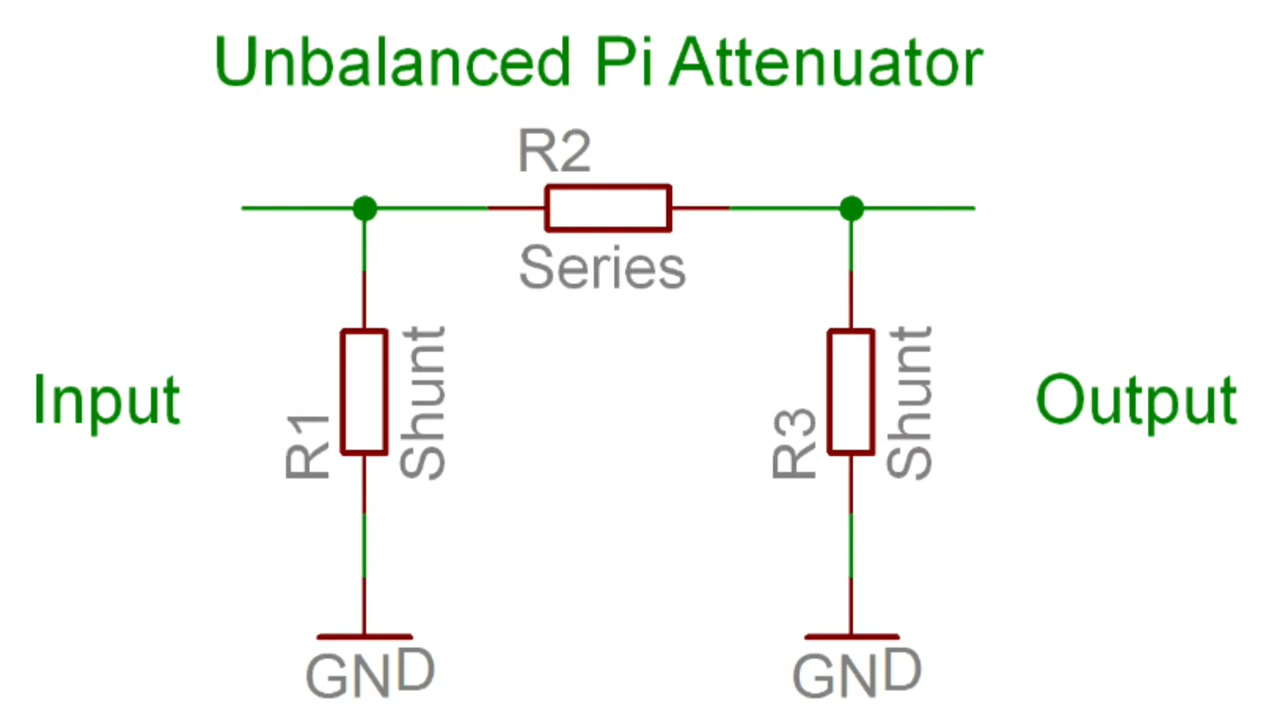 Unbalanced Pi Attenuator
R2
Series
Input
R1
Shunt
R3
Shunt
Output
GND
GND